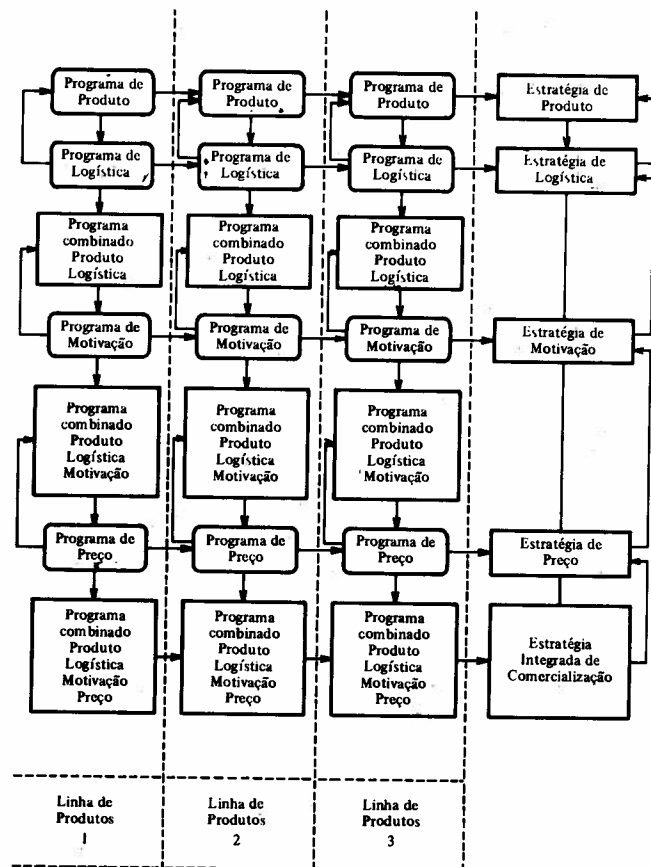 Programa de
Produto
Programa de
Produto
Programa de
Produto
Estratégia de
Produto
Programa de
Logística
Programa de
Logística
Programa de
Logística
Estratégia de
Logística
Programa
combinado
Produto
Logística
Programa
combinado
Produto
Logística
Programa
combinado
Produto
Logística
Programa de
Motivação
Programa de
Motivação
Programa de
Motivação
Estratégia de
Motivação
Programa
combinado
Produto
Logística
Motivação
Programa
combinado
Produto
Logística
Motivação
Programa
combinado
Produto
Logística
Motivação
Programa de
Preço
Programa de
Preço
Programa de
Preço
Estratégia de
Preço
Programa
combinado
Produto
Logística
Motivação
Preço
Programa
combinado
Produto
Logística
Motivação
Preço
Programa
combinado
Produto
Logística
Motivação
Preço
Estratégia
Integrada de
Comercialização
Linha de
Produtos
1
Linha de
Produtos
2
Linha de
Produtos
3